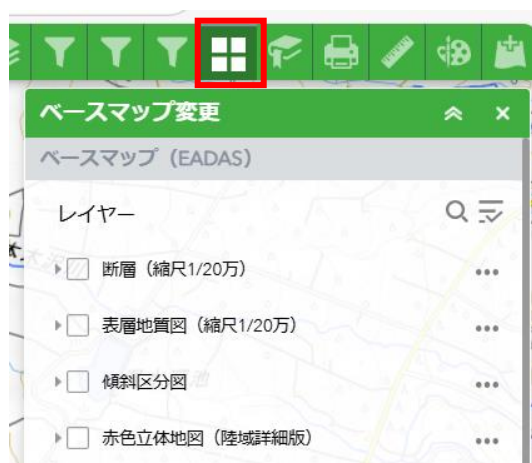 ベースマップ変更
ベースマップ（EADAS）
レイヤー
断層（縮尺1/20万）
表層地質図（縮尺1/20万）
傾斜区分図
赤色立体地図（陸域詳細版）